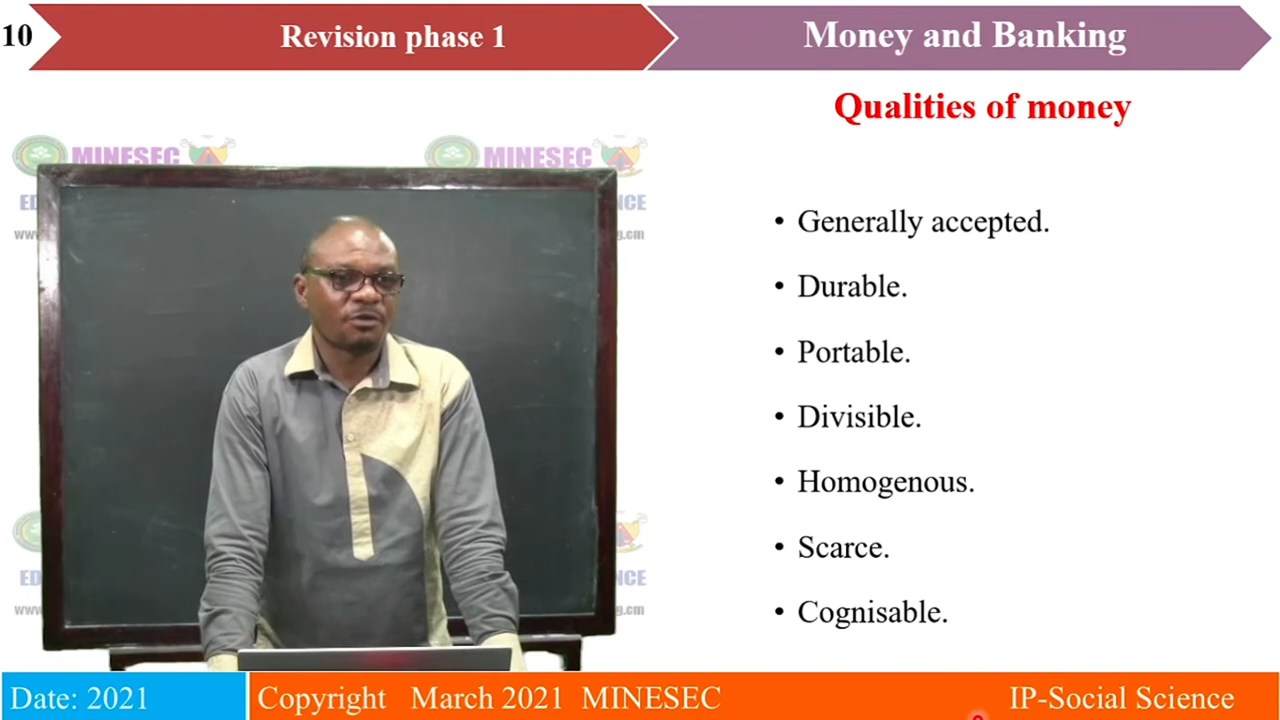 10
Revision phase 1
Money and Banking
Qualities of money
MINESEC
MINESEC
• Generally accepted.
• Durable.
• Portable.
• Divisible.
• Homogenous.
• Scarce.
• Cognisable.
Date: 2021
Copyright March 2021 MINESEC
IP-Social Science